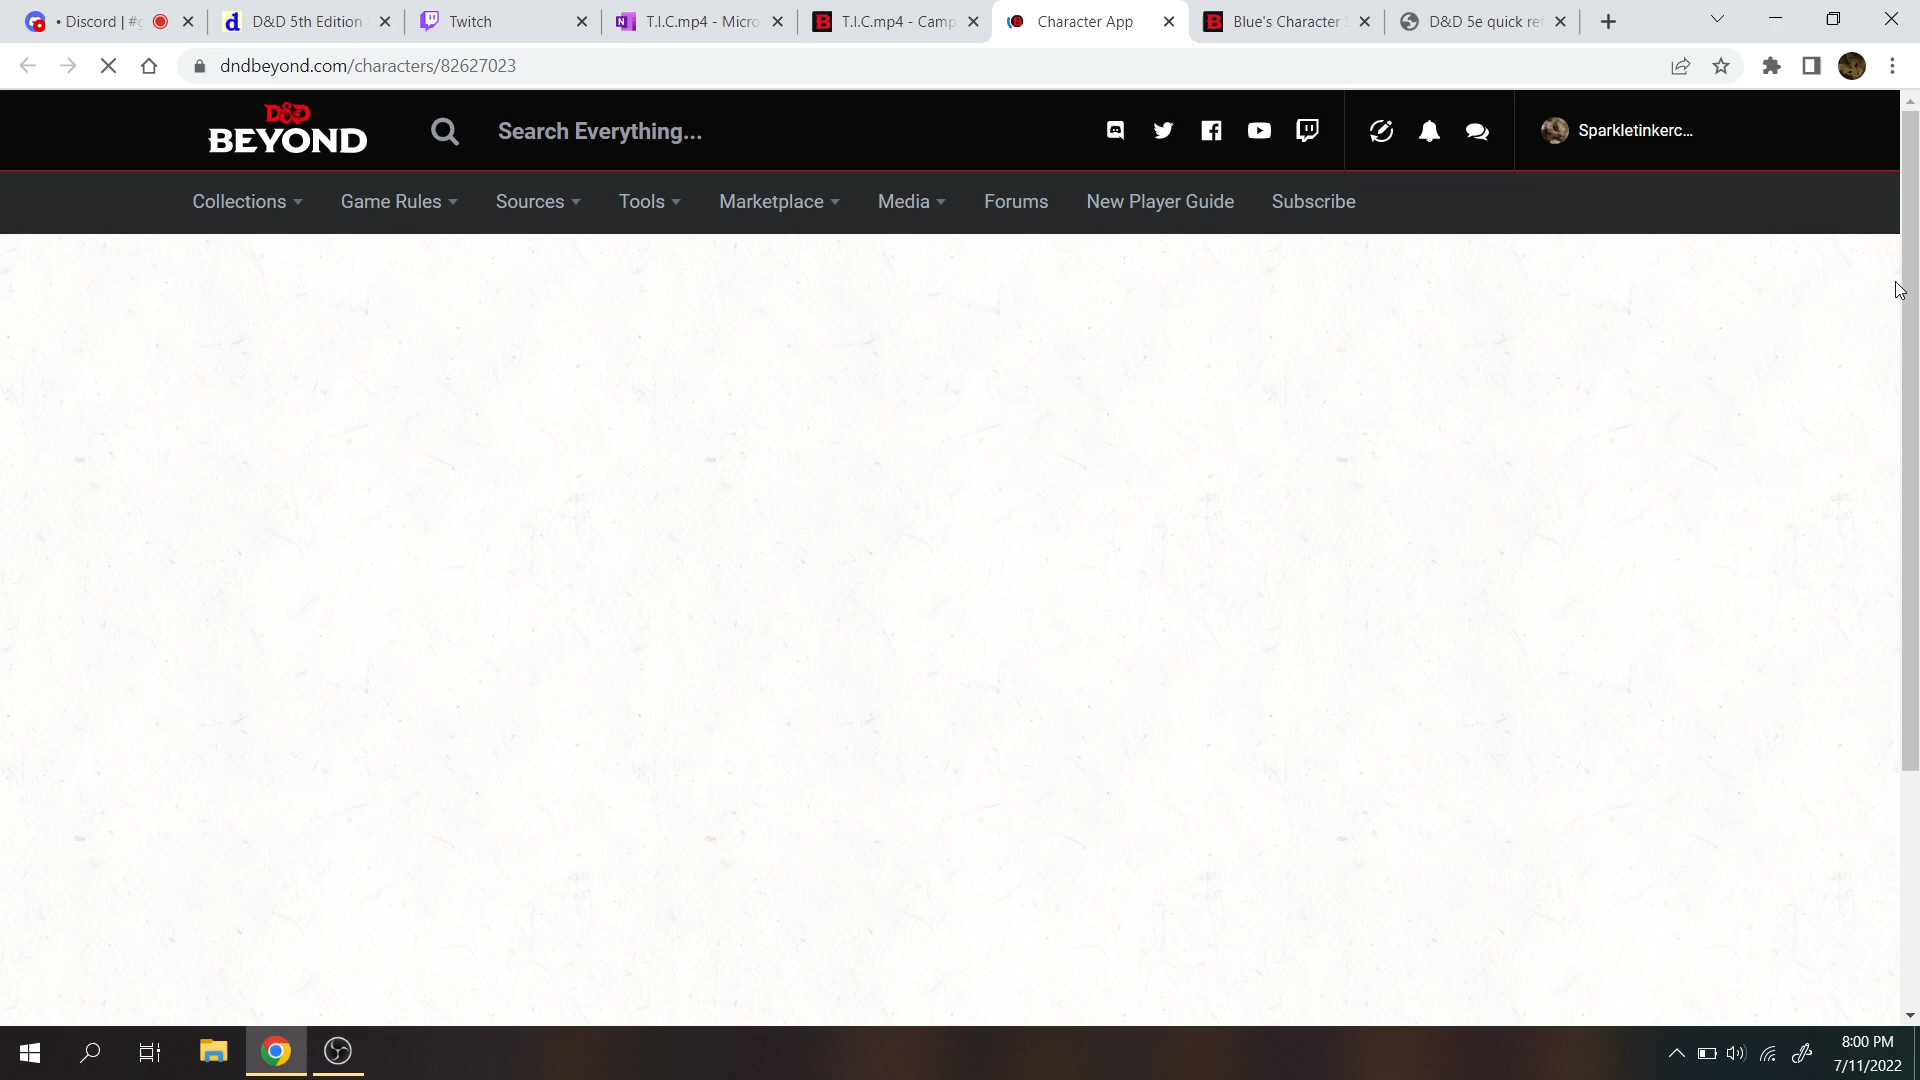 • Discord | #g
D&D 5th Edition
Twitch
T.I.C.mp4 - Micro
T.I.C.mp4 - Camp
Character App
Blue's Character S
D&D 5e quick ref
dndbeyond.com/characters/82627023
D&D
BEYOND
Search Everything...
Sparkletinkerc...
Collections
Game Rules
Sources
Tools
Marketplace
Media
Forums
New Player Guide
Subscribe
8:00 PM
7/11/2022